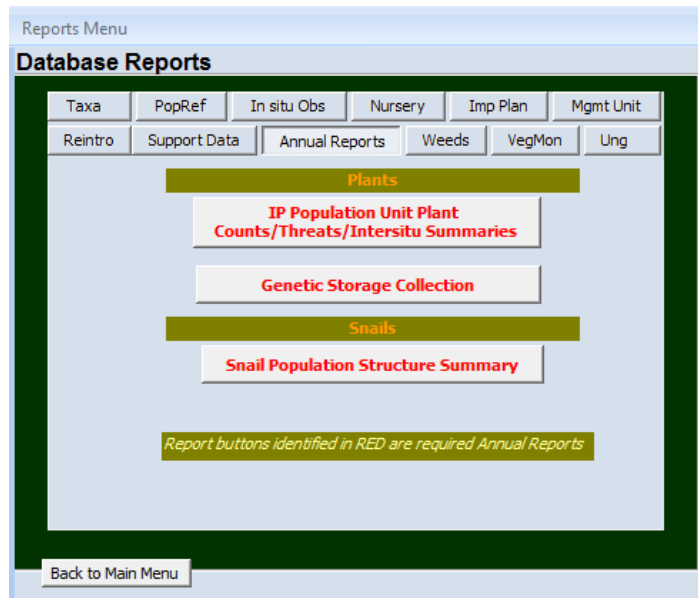 Reports Menu
Database Reports
Taxa PopRef In situ Obs Nursery Imp Plan Mgmt Unit
Reintro Support Data Annual Reports Weeds VegMon Ung
Plants
IP Population Unit Plant
Counts/Threats/Intersitu Summaries
Genetic Storage Collection
Snails
Snail Population Structure Summary
Report buttons identified in RED are required Annual Reports
Back to Main Menu